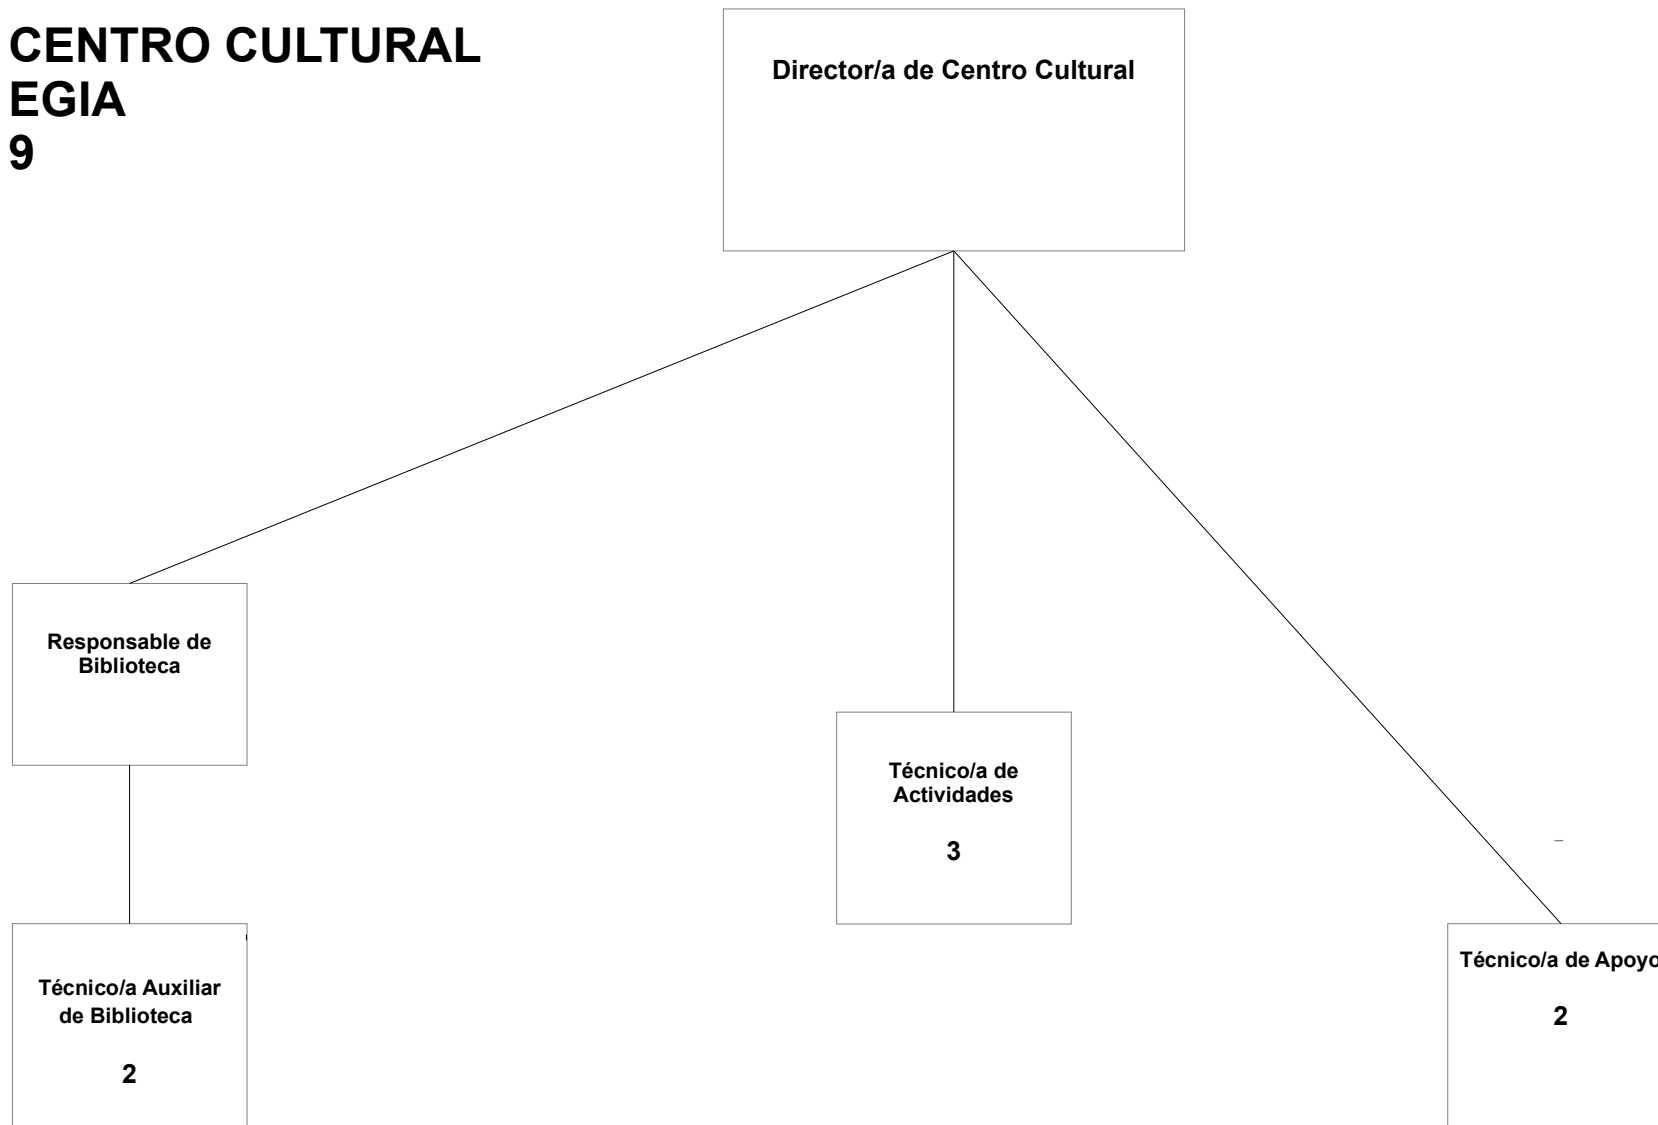 CENTRO CULTURAL
EGIA
9
Director/a de Centro Cultural
Responsable de
Biblioteca
Técnico/a de
Actividades
3
Técnico/a Auxiliar
de Biblioteca
2
Técnico/a de Apoyo
2